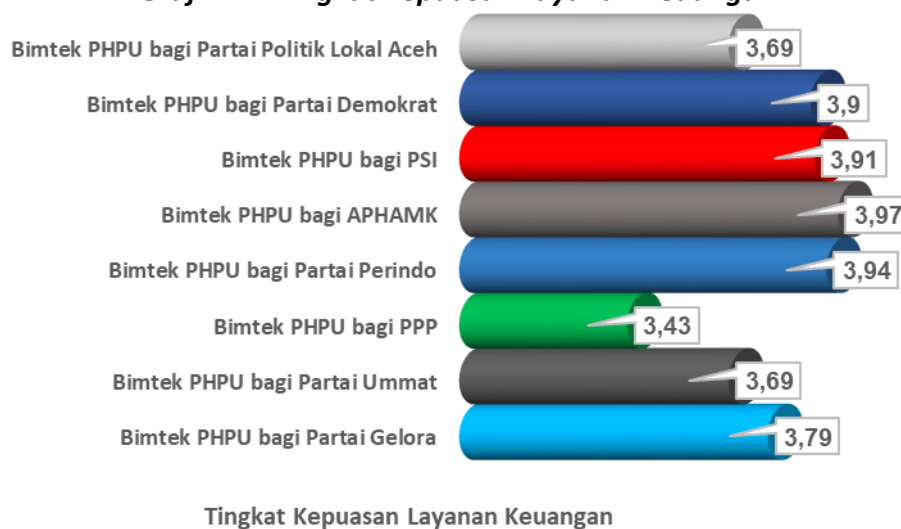 Bimtek PHPU bagi Partai Politik Lokal Aceh 3,69
Bimtek PHPU bagi Partai Demokrat 3,9
Bimtek PHPU bagi PSI 3,91
Bimtek PHPU bagi APHAMK 3,97
Bimtek PHPU bagi Partai Perindo 3,94
Bimtek PHPU bagi PPP 3,43
Bimtek PHPU bagi Partai Ummat 3,69
Bimtek PHPU bagi Partai Gelora 3,79
Tingkat Kepuasan Layanan Keuangan